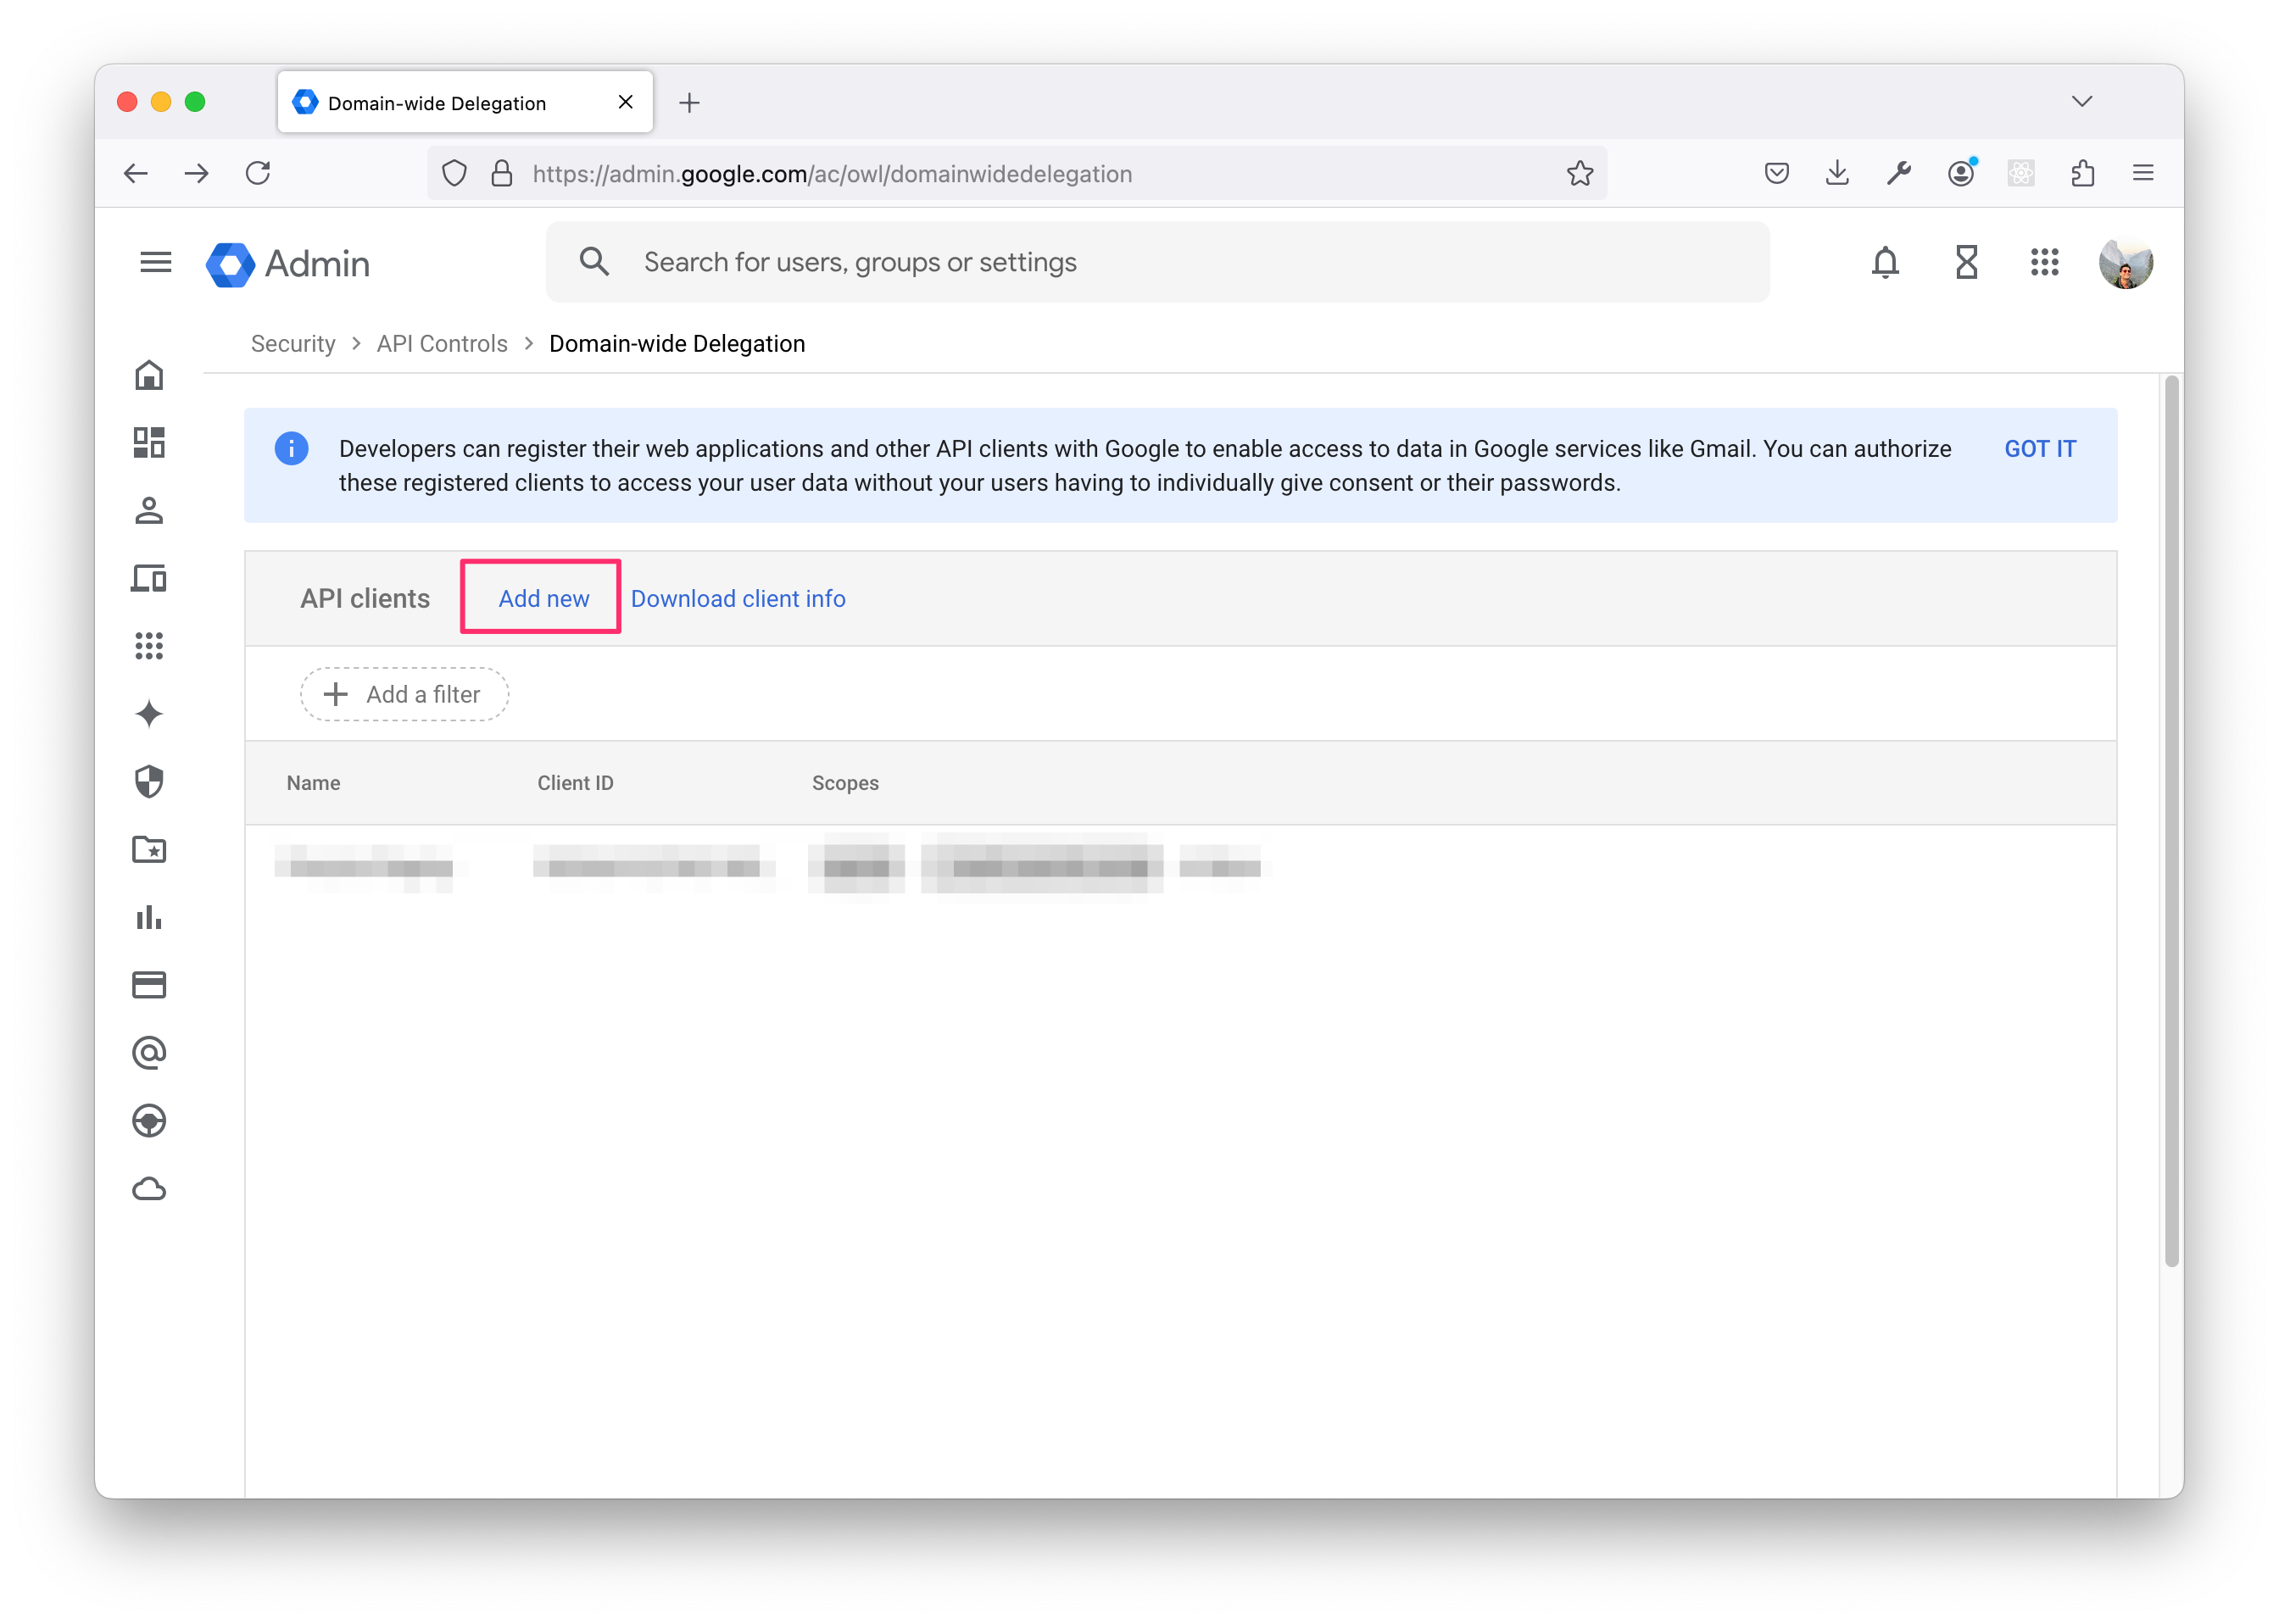 Domain-wide Delegation
https://admin.google.com/ac/owl/domainwidedelegation
Admin
Search for users, groups or settings
Security > API Controls > Domain-wide Delegation
Developers can register their web applications and other API clients with Google to enable access to data in Google services like Gmail. You can authorize
these registered clients to access your user data without your users having to individually give consent or their passwords.
GOT IT
API clients Add new Download client info
Add a filter
Name Client ID Scopes